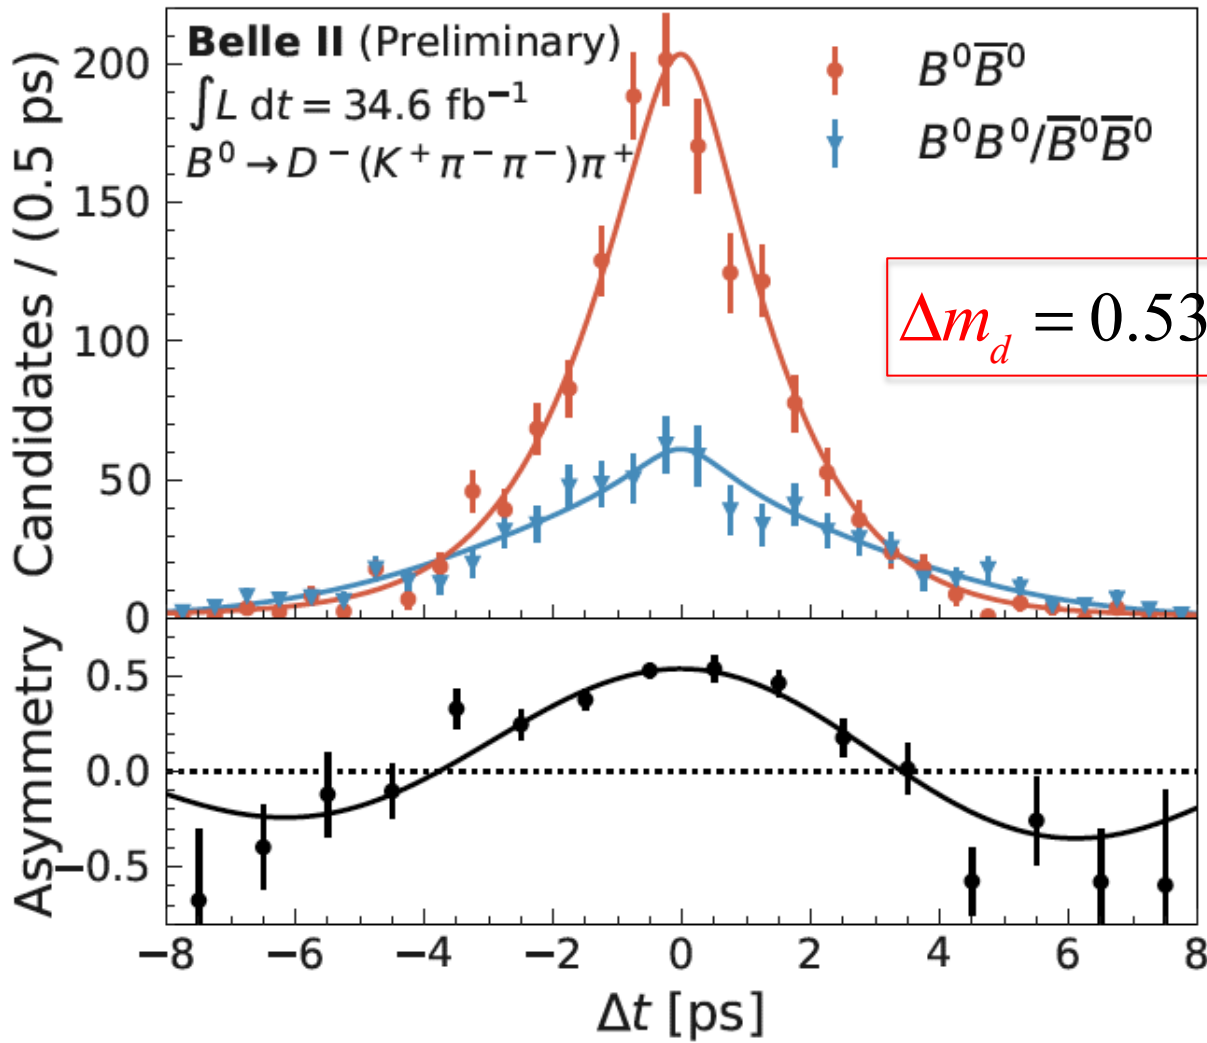 Belle II (Preliminary)
∫L dt = 34.6 fb⁻¹
B⁰ → D⁻(K⁺π⁻π⁻)π⁺
B⁰B̅⁰
B⁰B⁰/B̅⁰B̅⁰
Δm_d = 0.53
Candidates / (0.5 ps)
200
150
100
50
0
Asymmetry
0.5
0.0
−0.5
−8 −6 −4 −2 0 2 4 6 8
Δt [ps]